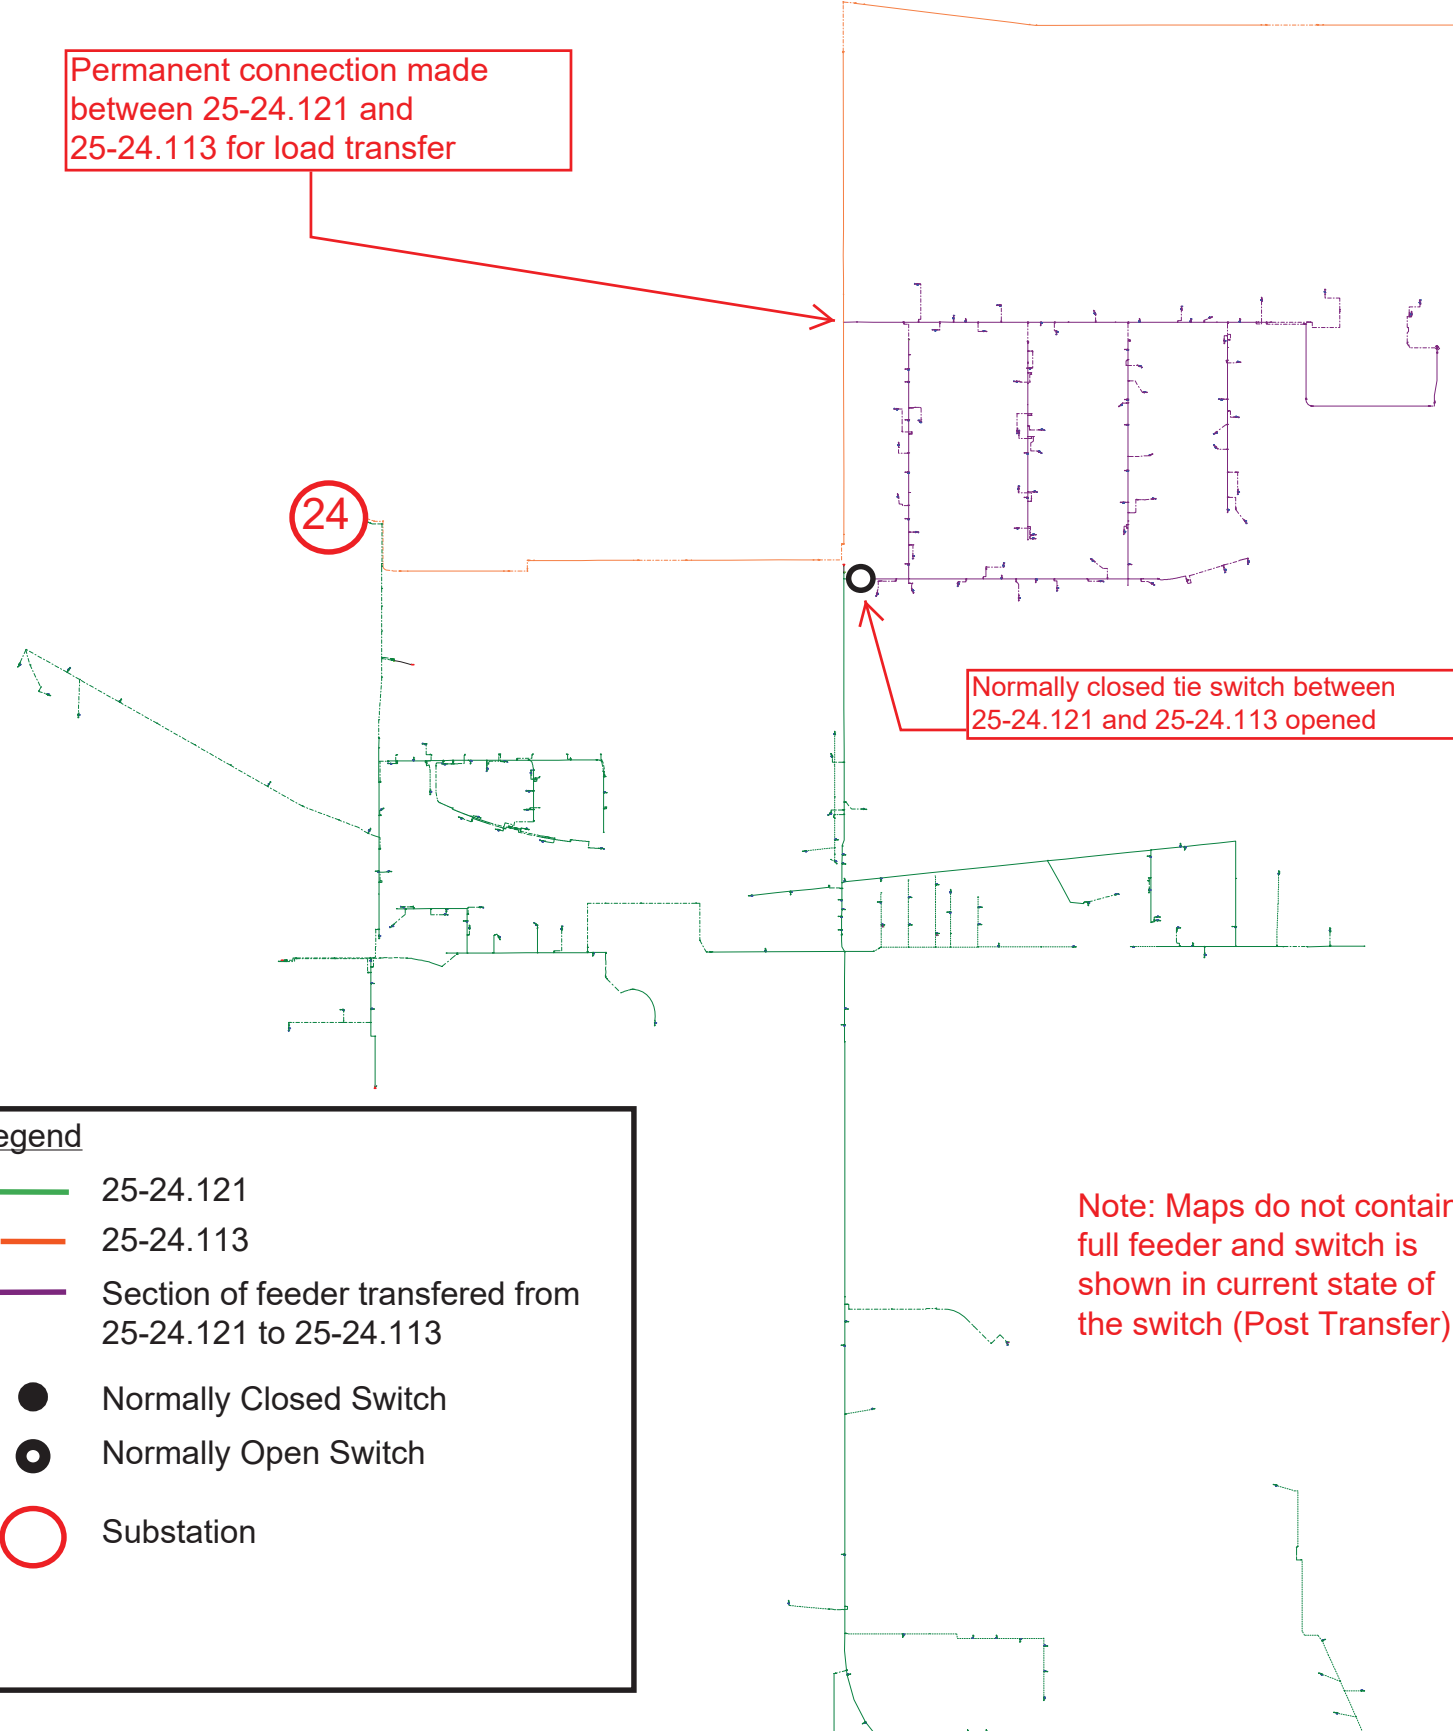 Permanent connection made
between 25-24.121 and
25-24.113 for load transfer
24
Normally closed tie switch between
25-24.121 and 25-24.113 opened
egend
25-24.121
25-24.113
Section of feeder transfered from
25-24.121 to 25-24.113
Normally Closed Switch
Normally Open Switch
Substation
Note: Maps do not contain
full feeder and switch is
shown in current state of
the switch (Post Transfer)